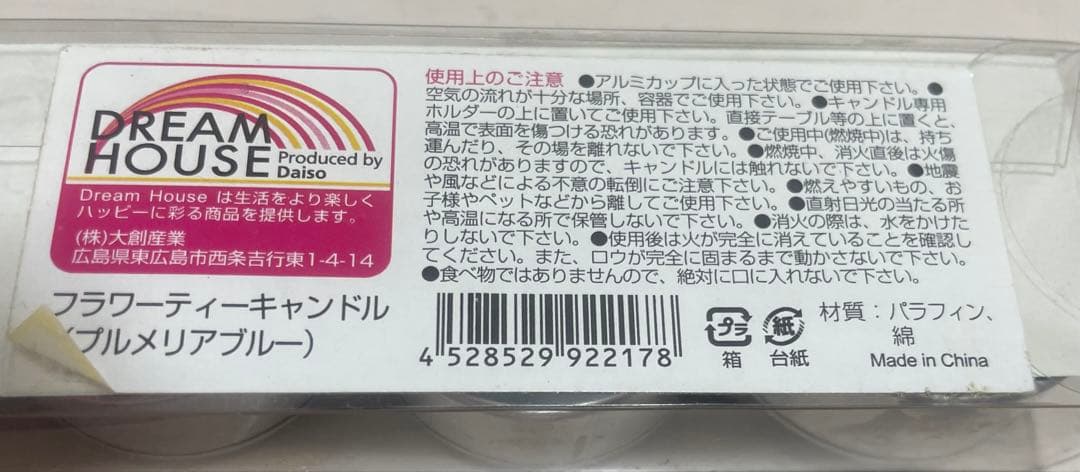 DREAM
HOUSE Produced by
Daiso
Dream House は生活をより楽しく
ハッピーに彩る商品を提供します。
(株)大創産業
広島県東広島市西条吉行東1-4-14
フラワーティーキャンドル
（プルメリアブルー）
使用上のご注意 ●アルミカップに入った状態でご使用下さい。●
空気の流れが十分な場所、容器でご使用下さい。●キャンドル専用
ホルダーの上に置いてご使用下さい。直接テーブル等の上に置くと、
高温で表面を傷つける恐れがあります。●ご使用中(燃焼中)は、持ち
運んだり、その場を離れないで下さい。●燃焼中、消火直後は火傷
の恐れがありますので、キャンドルには触れないで下さい。●地震
や風などによる不意の転倒にご注意下さい。●燃えやすいもの、お
子様やペットなどから離してご使用下さい。●直射日光の当たる所
や高温になる所で保管しないで下さい。●消火の際は、水をかけた
りしないで下さい。●使用後は火が完全に消えていることを確認し
てください。また、ロウが完全に固まるまで動かさないで下さい。
●食べ物ではありませんので、絶対に口に入れないで下さい。
4 528529 922178
プラ
箱
紙
台紙
材質：パラフィン、
綿
Made in China